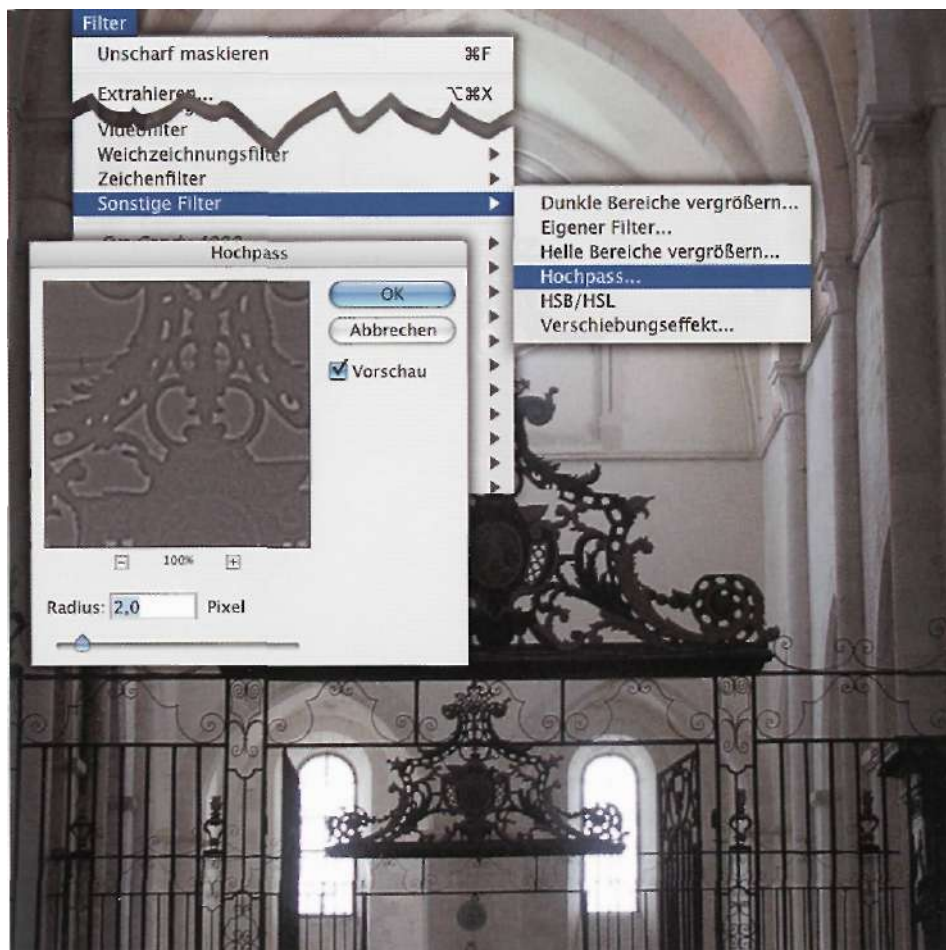 Filter
Unscharf maskieren ⌘F
Extrahieren... ⌥⌘X
Videofilter
Weichzeichnungsfilter
Zeichenfilter
Sonstige Filter
Dunkle Bereiche vergrößern...
Eigener Filter...
Helle Bereiche vergrößern...
Hochpass...
HSB/HSL
Verschiebungseffekt...
Hochpass
OK
Abbrechen
Vorschau
100%
Radius: 2,0 Pixel